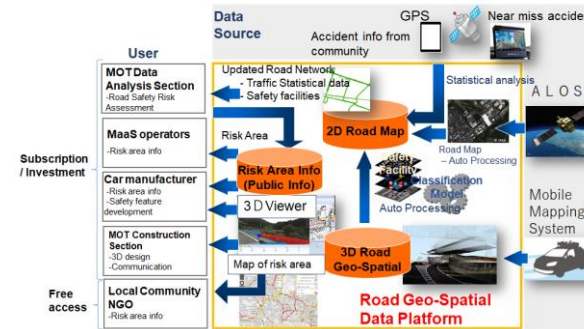 Data
Source
GPS
Near miss accide
Accident info from
community
User
MOT Data
Analysis Section
-Road Safety Risk
Assessment
Updated Road Network
- Traffic Statistical data
- Safety facilities
Statistical analysis
ALOS
2D Road Map
MaaS operators
-Risk area info
Risk Area
Road Map
– Auto Processing
Subscription
/ Investment
Risk Area Info
(Public Info)
Safety
Facility
Classification
Model
Car manufacturer
-Risk area info
-Safety feature
development
3D Viewer
Auto Processing
Mobile
Mapping
System
MOT Construction
Section
-3D design
-Communication
3D Road
Geo-Spatial
Map of risk area
Free
access
Local Community
NGO
-Risk area info
Road Geo-Spatial
Data Platform